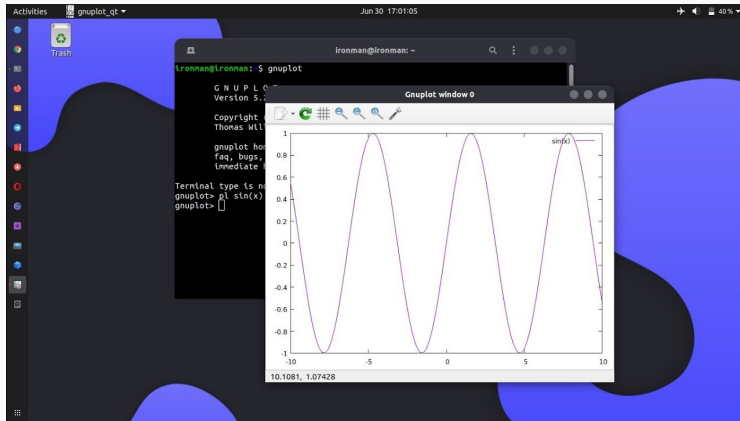 Activities gnuplot_qt Jun 30 17:01:05 40 %
Trash
ironman@ironman: ~
ironman@ironman:~$ gnuplot
G N U P L O T
Version 5.
Copyright
Thomas Will
gnuplot hom
faq, bugs,
immediate h
Terminal type is no
gnuplot> pl sin(x)
gnuplot>
Gnuplot window 0
sin(x)
1
0.8
0.6
0.4
0.2
0
-0.2
-0.4
-0.6
-0.8
-1
-10 -5 0 5 10
10.1081, 1.07428